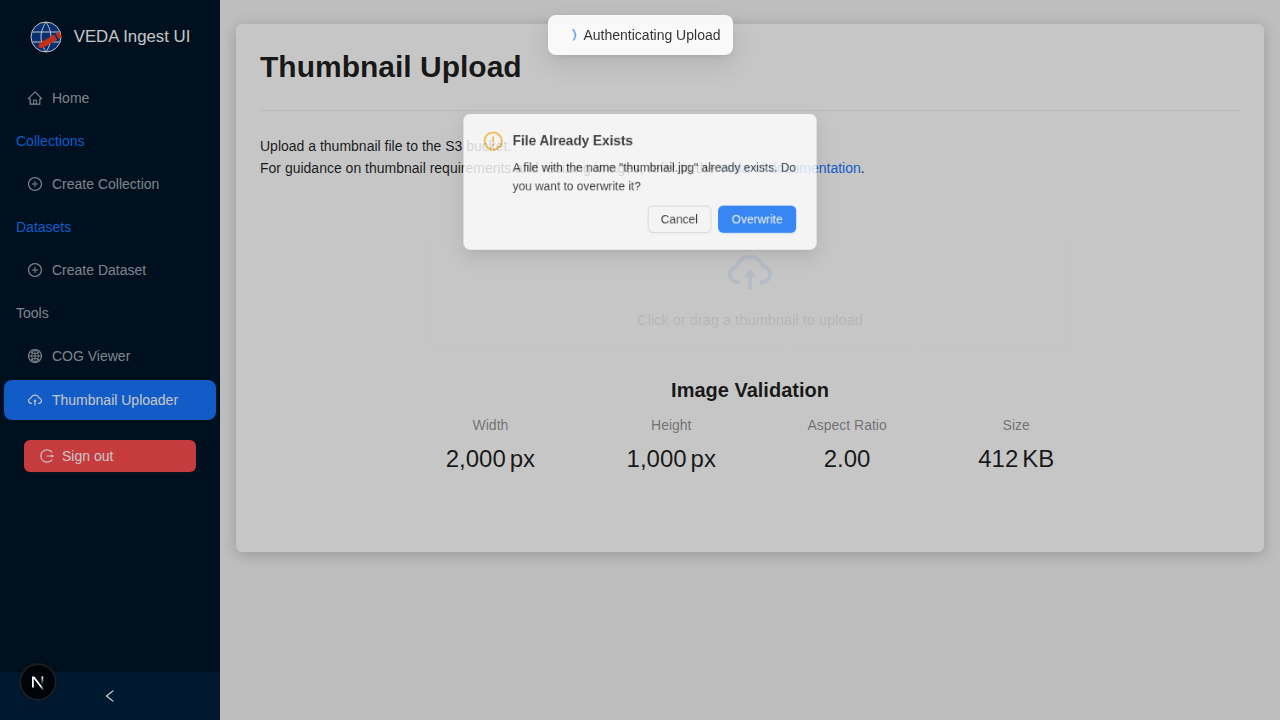 VEDA Ingest UI
Home
Collections
Create Collection
Datasets
Create Dataset
Tools
COG Viewer
Thumbnail Uploader
Sign out
Authenticating Upload
Thumbnail Upload
Upload a thumbnail file to the S3 bucket.
For guidance on thumbnail requirements
File Already Exists
A file with the name "thumbnail.jpg" already exists. Do
you want to overwrite it?
Cancel
Overwrite
Click or drag a thumbnail to upload
Image Validation
Width
2,000 px
Height
1,000 px
Aspect Ratio
2.00
Size
412 KB